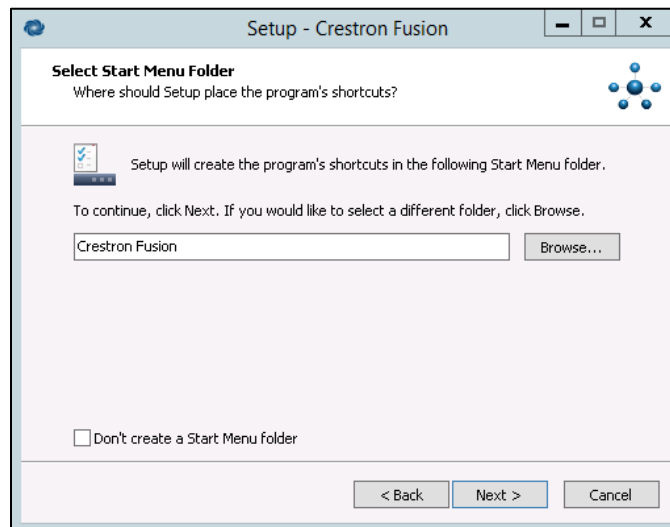 Setup - Crestron Fusion
Select Start Menu Folder
Where should Setup place the program's shortcuts?
Setup will create the program's shortcuts in the following Start Menu folder.
To continue, click Next. If you would like to select a different folder, click Browse.
Crestron Fusion
Browse...
Don't create a Start Menu folder
< Back
Next >
Cancel